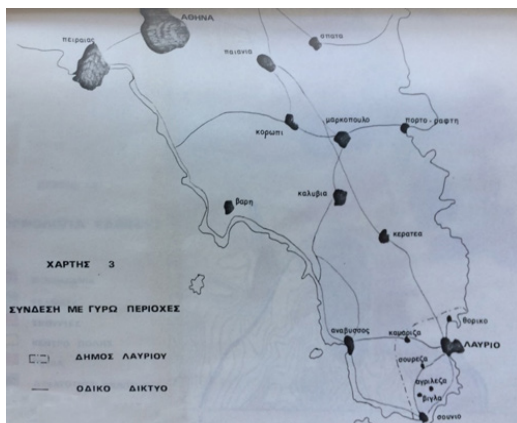 ΑΘΗΝΑ
πειραιας
παιανια
σπατα
κορωπι
μαρκοπουλο
πορτο-ραφτη
βαρη
καλυβια
κερατεα
ΧΑΡΤΗΣ 3
ΣΥΝΔΕΣΗ ΜΕ ΓΥΡΩ ΠΕΡΙΟΧΕΣ
ΔΗΜΟΣ ΛΑΥΡΙΟΥ
ΟΔΙΚΟ ΔΙΚΤΥΟ
αναβυσσος
καμαριζα
θορικο
ΛΑΥΡΙΟ
σουρεζα
αγριλεζα
βιγλα
σουνιο